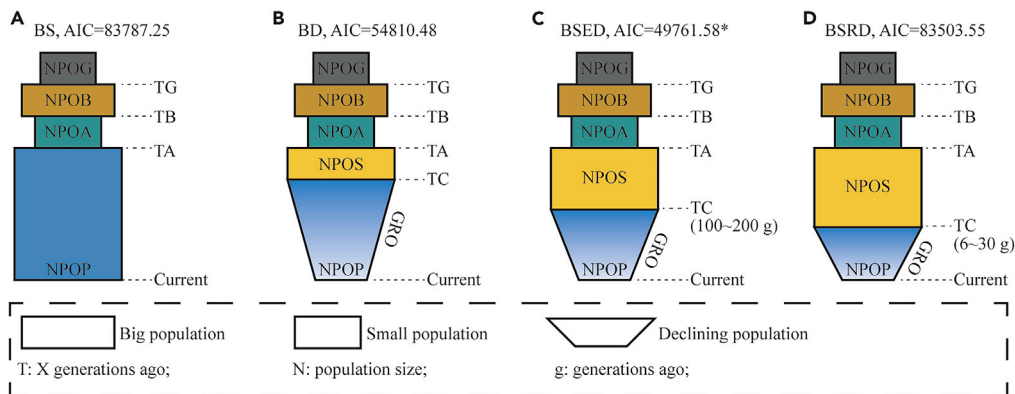 A
BS, AIC=83787.25
NPOG
TG
NPOB
TB
NPOA
TA
NPOP
Current
B
BD, AIC=54810.48
NPOG
TG
NPOB
TB
NPOA
TA
NPOS
TC
GRO
NPOP
Current
C
BSED, AIC=49761.58*
NPOG
TG
NPOB
TB
NPOA
TA
NPOS
TC
(100~200 g)
GRO
NPOP
Current
D
BSRD, AIC=83503.55
NPOG
TG
NPOB
TB
NPOA
TA
NPOS
TC
(6~30 g)
GRO
NPOP
Current
Big population
Small population
Declining population
T: X generations ago;
N: population size;
g: generations ago;